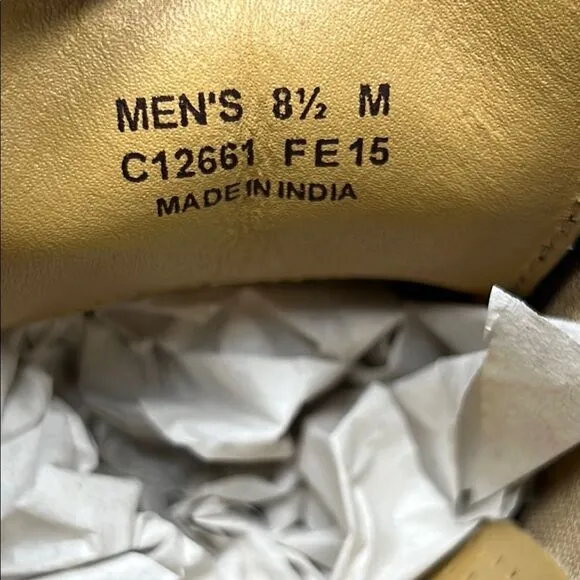 MEN'S 8½ M
C12661 FE15
MADE IN INDIA